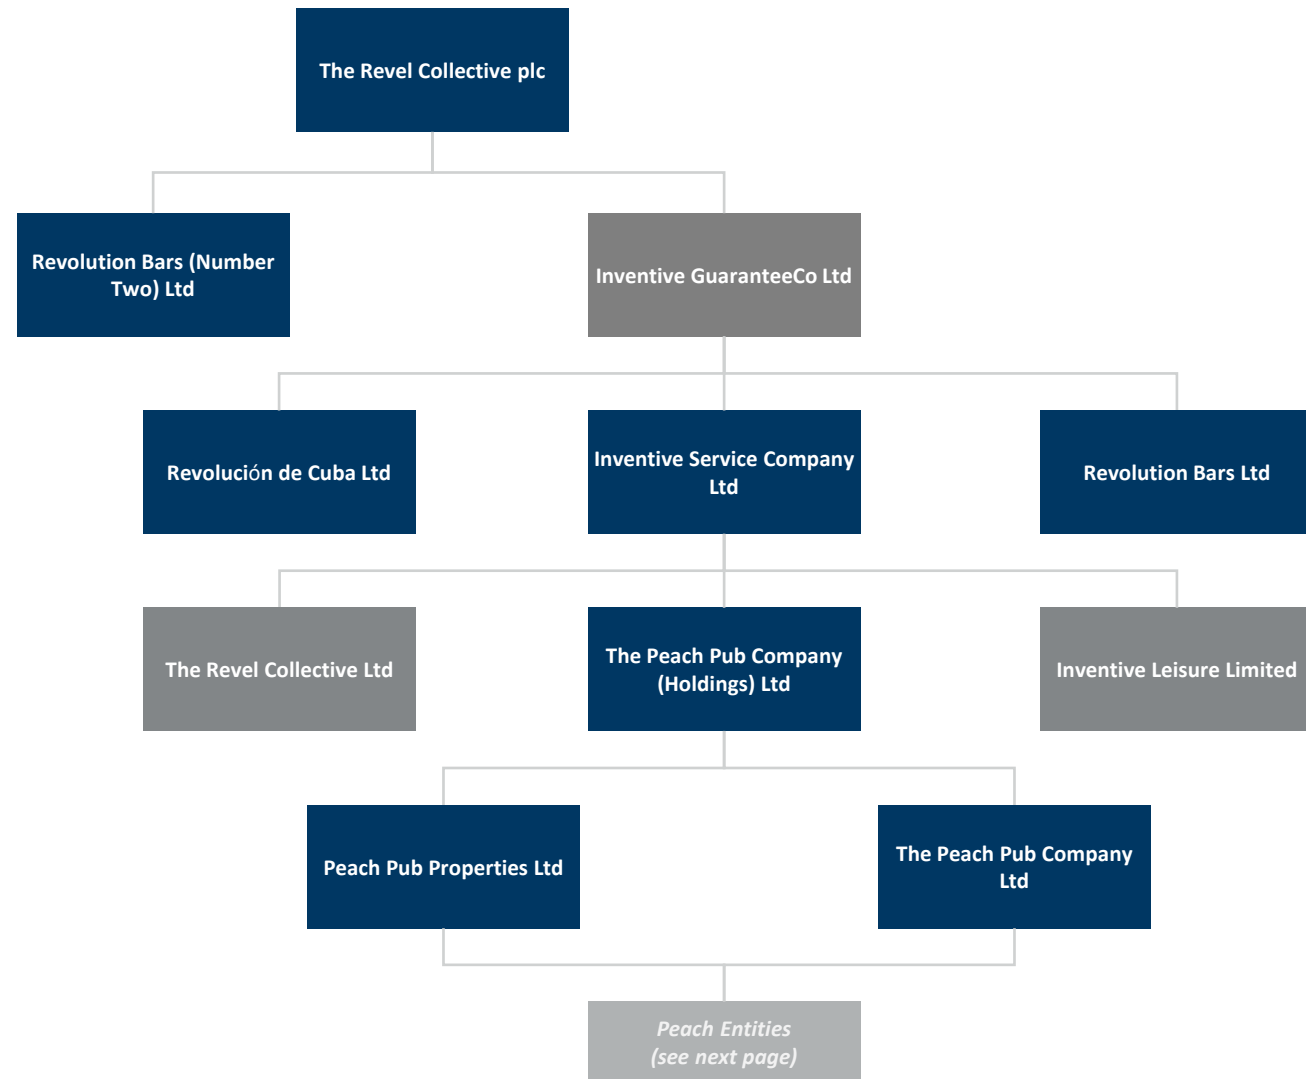 The Revel Collective plc
Revolution Bars (Number
Two) Ltd
Inventive GuaranteeCo Ltd
Revolución de Cuba Ltd
Inventive Service Company
Ltd
Revolution Bars Ltd
The Revel Collective Ltd
The Peach Pub Company
(Holdings) Ltd
Inventive Leisure Limited
Peach Pub Properties Ltd
The Peach Pub Company
Ltd
Peach Entities
(see next page)